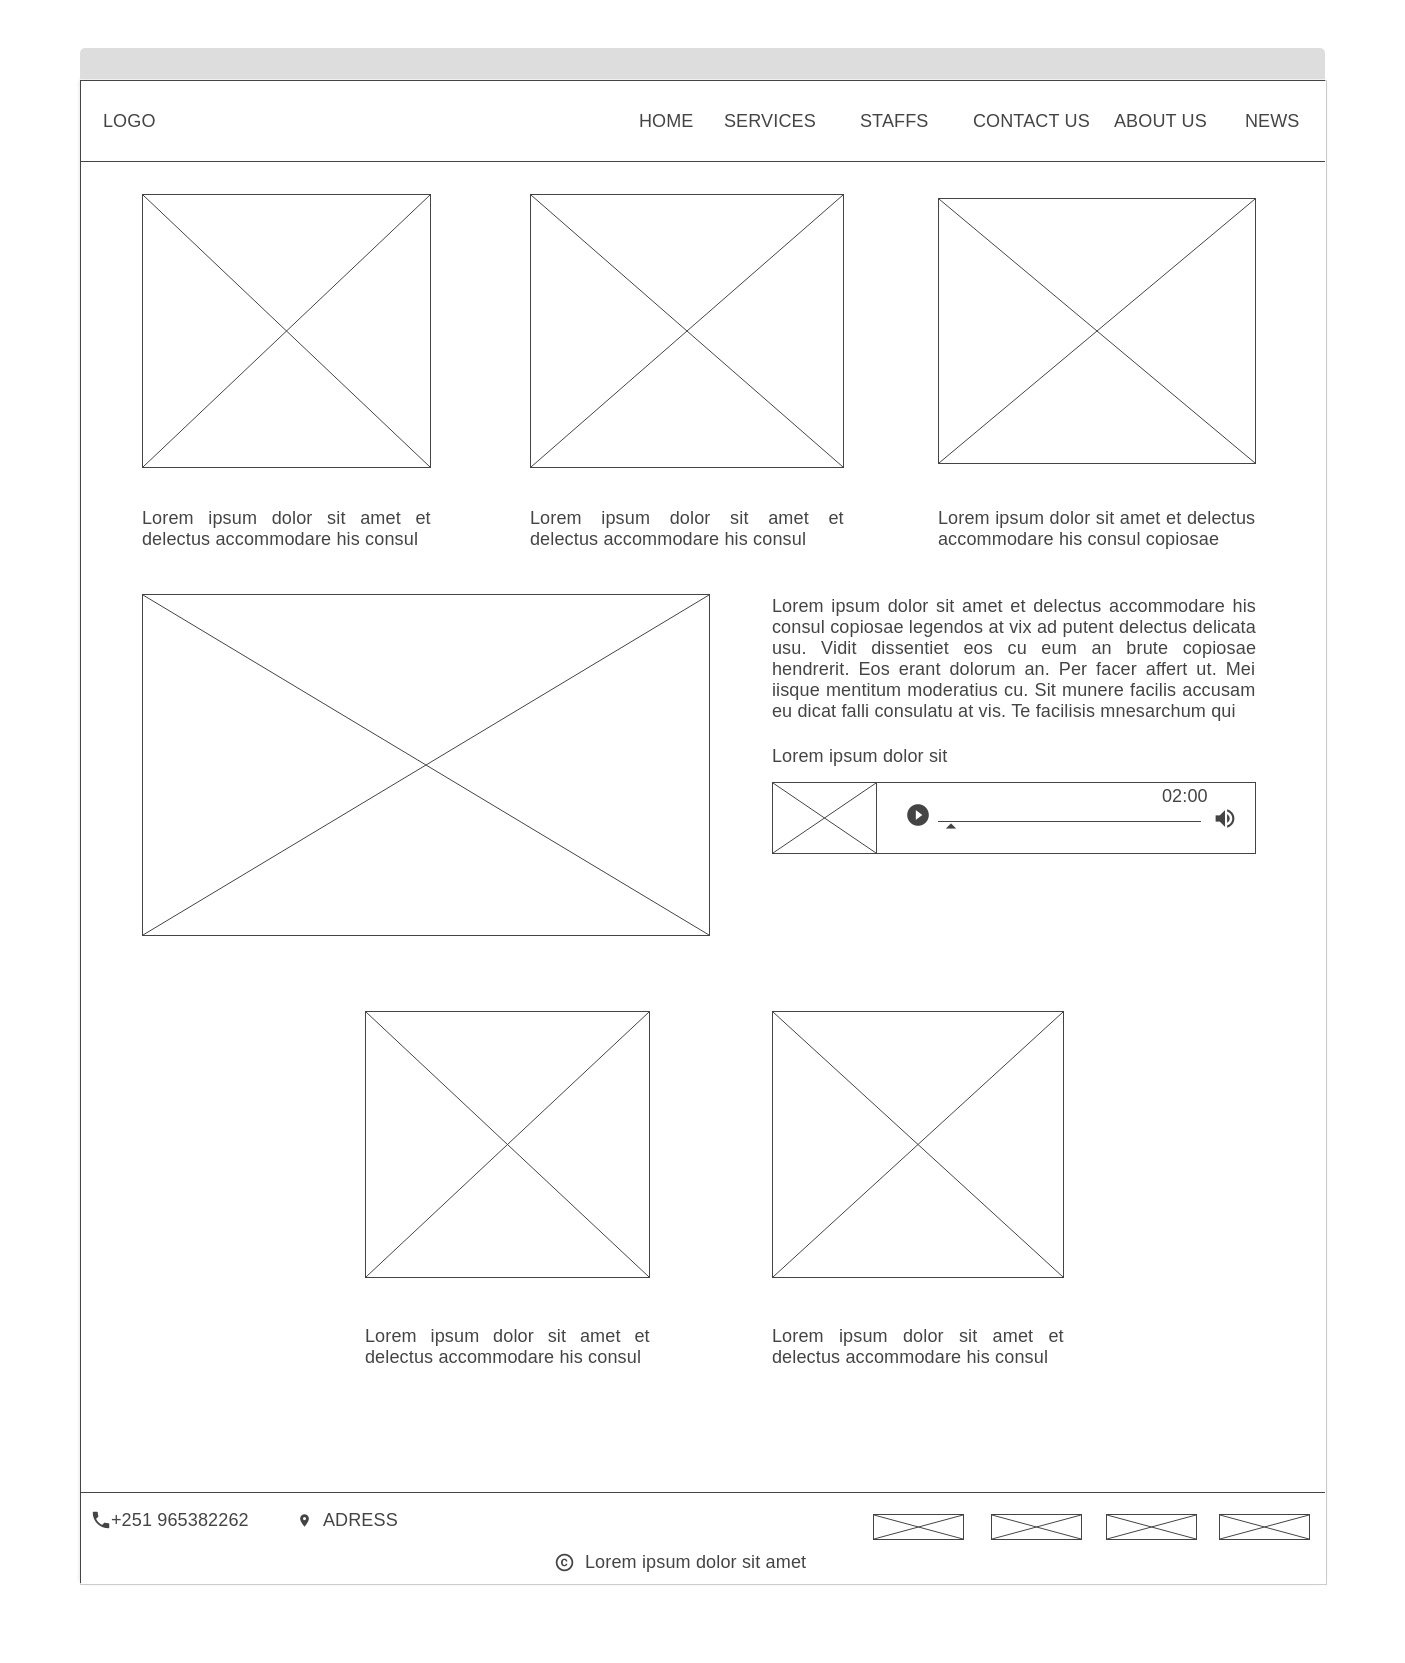 LOGO HOME SERVICES STAFFS CONTACT US ABOUT US NEWS
Lorem ipsum dolor sit amet et
delectus accommodare his consul
Lorem ipsum dolor sit amet et
delectus accommodare his consul
Lorem ipsum dolor sit amet et delectus
accommodare his consul copiosae
Lorem ipsum dolor sit amet et delectus accommodare his
consul copiosae legendos at vix ad putent delectus delicata
usu. Vidit dissentiet eos cu eum an brute copiosae
hendrerit. Eos erant dolorum an. Per facer affert ut. Mei
iisque mentitum moderatius cu. Sit munere facilis accusam
eu dicat falli consulatu at vis. Te facilisis mnesarchum qui
Lorem ipsum dolor sit
02:00
Lorem ipsum dolor sit amet et
delectus accommodare his consul
Lorem ipsum dolor sit amet et
delectus accommodare his consul
+251 965382262 ADRESS
© Lorem ipsum dolor sit amet